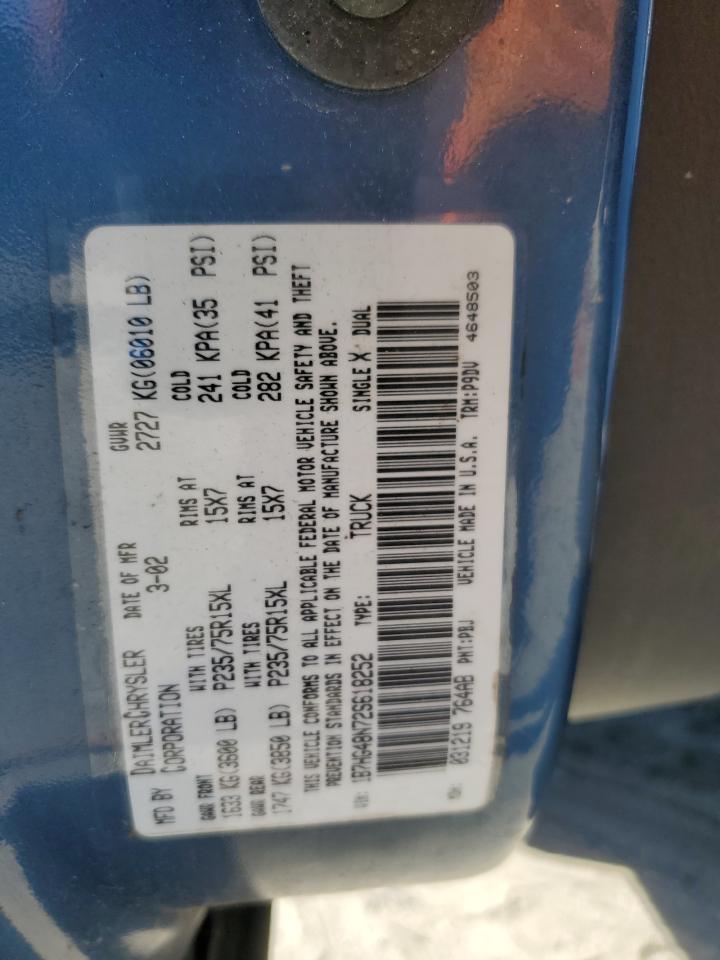 MFD BY DAIMLERCHRYSLER CORPORATION
DATE OF MFR 3-02
GVWR 2727 KG(06010 LB)
GAWR FRONT WITH TIRES RIMS AT COLD
1633 KG(3600 LB) P235/75R15XL 15X7 241 KPA(35 PSI)
GAWR REAR WITH TIRES RIMS AT COLD
1747 KG(3850 LB) P235/75R15XL 15X7 282 KPA(41 PSI)
THIS VEHICLE CONFORMS TO ALL APPLICABLE FEDERAL MOTOR VEHICLE SAFETY AND THEFT
PREVENTION STANDARDS IN EFFECT ON THE DATE OF MANUFACTURE SHOWN ABOVE.
VIN: 1B7HG48N72S618252 TYPE: TRUCK SINGLE X DUAL
MDH: 031219 764AB PNT:PBJ VEHICLE MADE IN U.S.A. TRM:P9DV 4648503